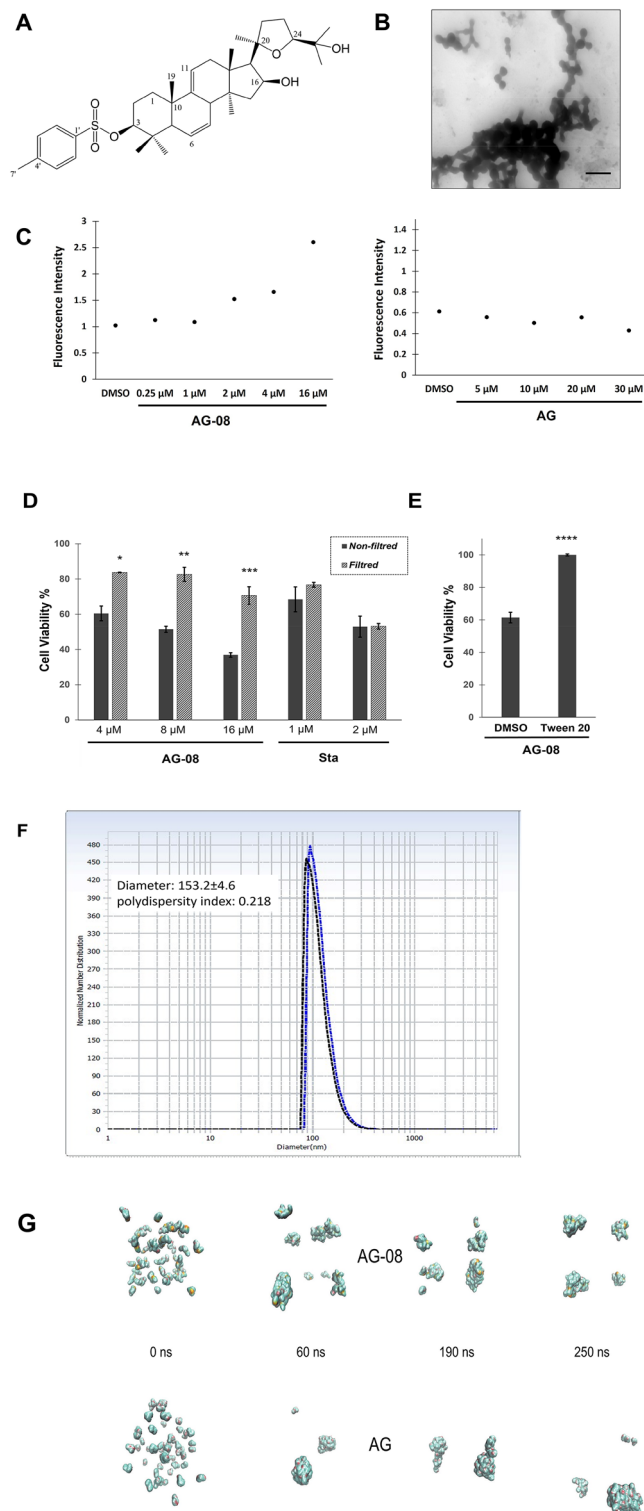 A
B
20
24
O
OH
19
11
OH
16
1
10
O
S
O
O
3
6
1'
4'
7'
C
Fluorescence Intensity
3
2.5
2
1.5
1
0.5
0
DMSO 0.25 µM 1 µM 2 µM 4 µM 16 µM
AG-08
Fluorescence Intensity
1.4
1.2
1
0.8
0.6
0.4
0.2
0
DMSO 5 µM 10 µM 20 µM 30 µM
AG
D
Cell Viability %
100
80
60
40
20
0
* ** ***
Non-filtred
Filtred
4 µM 8 µM 16 µM 1 µM 2 µM
AG-08 Sta
E
Cell Viability %
100
80
60
40
20
0
****
DMSO Tween 20
AG-08
F
Normalized Number Distribution
480
450
420
390
360
330
300
270
240
210
180
150
120
90
60
30
0
Diameter: 153.2±4.6
polydispersity index: 0.218
1 10 100 1000
Diameter(nm)
G
AG-08
0 ns 60 ns 190 ns 250 ns
AG